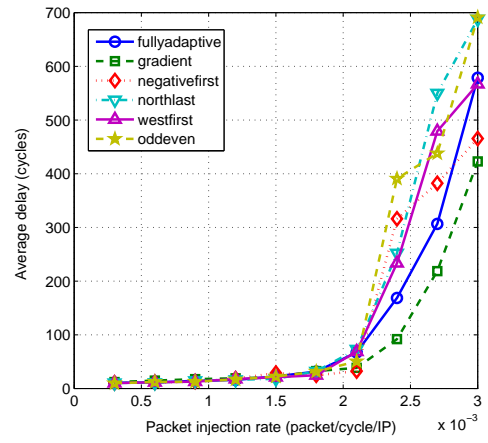 700
600
500
400
300
200
100
0
Average delay (cycles)
fullyadaptive
gradient
negativefirst
northlast
westfirst
oddeven
0 0.5 1 1.5 2 2.5 3
x 10⁻³
Packet injection rate (packet/cycle/IP)